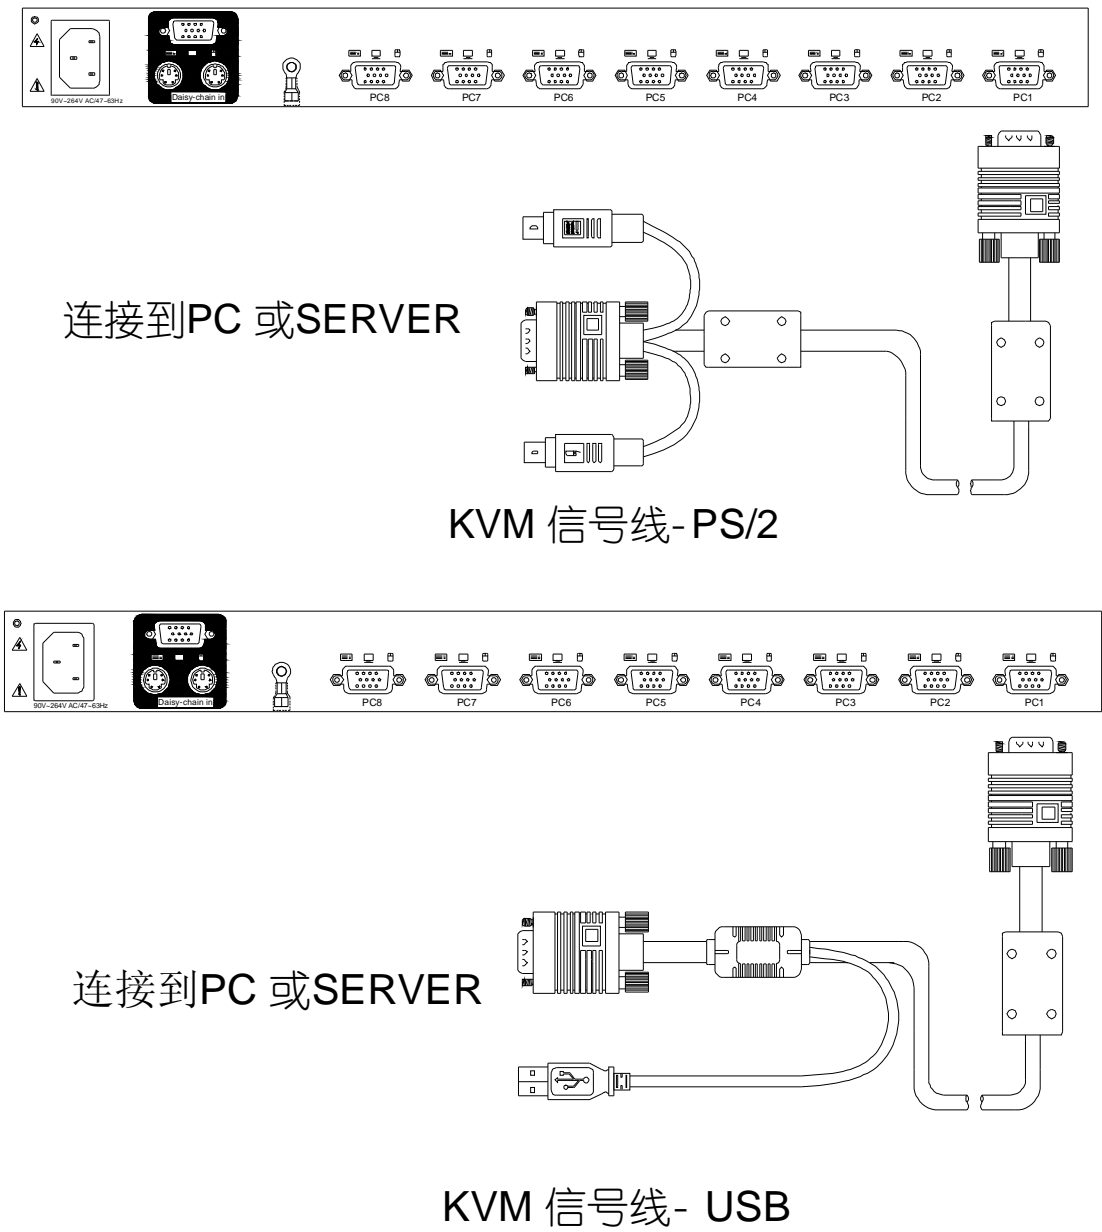 90V~264V AC/47~63Hz Daisy-chain in PC8 PC7 PC6 PC5 PC4 PC3 PC2 PC1
连接到PC 或SERVER
KVM 信号线-PS/2
90V~264V AC/47~63Hz Daisy-chain in PC8 PC7 PC6 PC5 PC4 PC3 PC2 PC1
连接到PC 或SERVER
KVM 信号线- USB